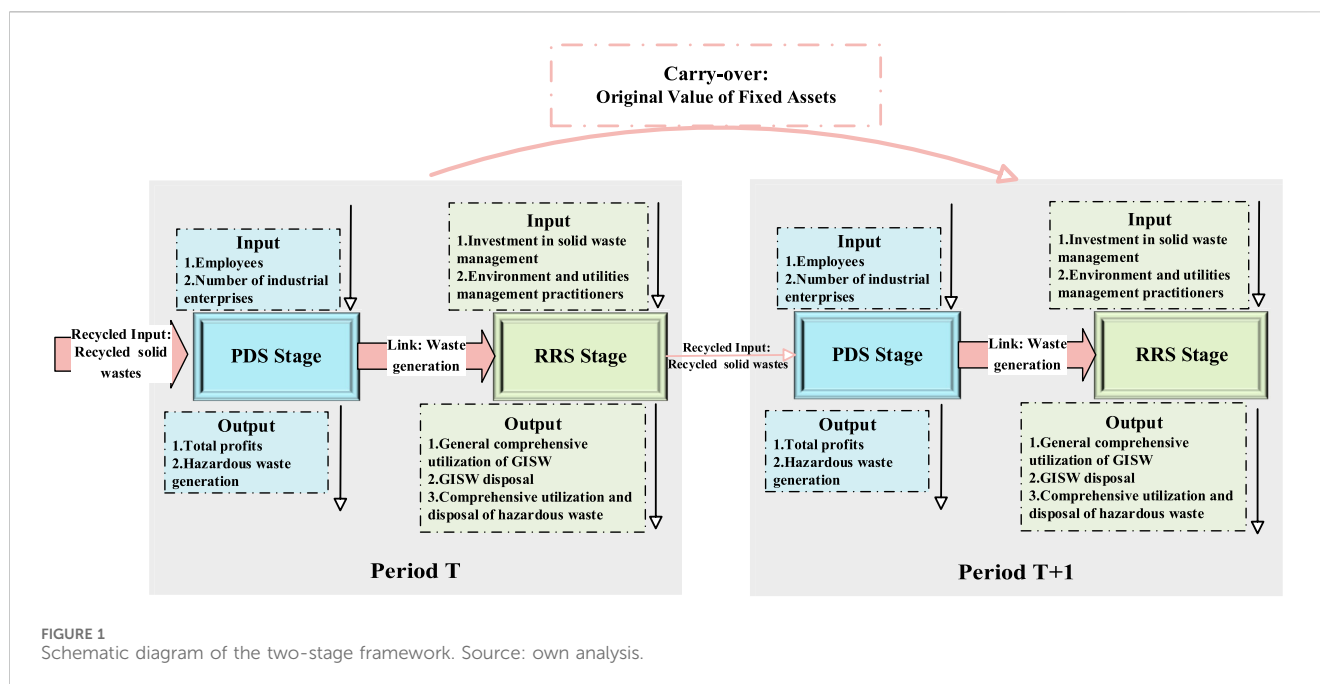 Carry-over:
Original Value of Fixed Assets
Input
1.Employees
2.Number of industrial
enterprises
Input
1.Investment in solid waste
management
2.Environment and utilities
management practitioners
Recycled Input:
Recycled solid
wastes
PDS Stage
Link: Waste
generation
RRS Stage
Output
1.Total profits
2.Hazardous waste
generation
Output
1.General comprehensive
utilization of GISW
2.GISW disposal
3.Comprehensive utilization and
disposal of hazardous waste
Period T
Recycled Input:
Recycled solid wastes
Input
1.Employees
2.Number of industrial
enterprises
Input
1.Investment in solid waste
management
2.Environment and utilities
management practitioners
PDS Stage
Link: Waste
generation
RRS Stage
Output
1.Total profits
2.Hazardous waste
generation
Output
1.General comprehensive
utilization of GISW
2.GISW disposal
3.Comprehensive utilization and
disposal of hazardous waste
Period T+1
FIGURE 1
Schematic diagram of the two-stage framework. Source: own analysis.